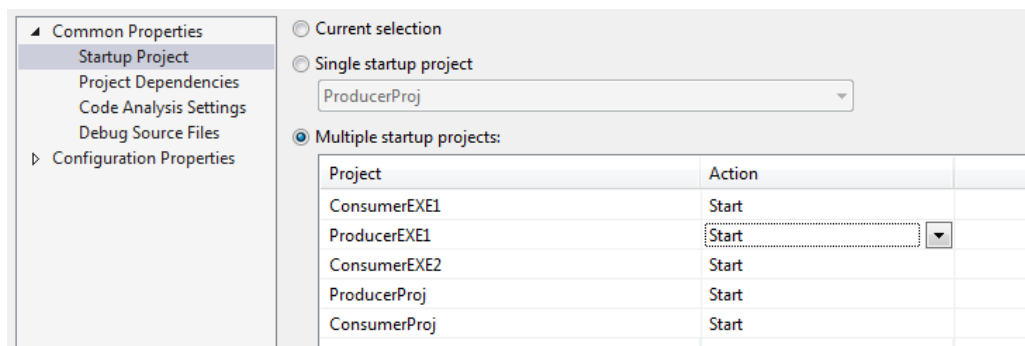 Common Properties
Startup Project
Project Dependencies
Code Analysis Settings
Debug Source Files
Configuration Properties
Current selection
Single startup project
ProducerProj
Multiple startup projects:
Project Action
ConsumerEXE1 Start
ProducerEXE1 Start
ConsumerEXE2 Start
ProducerProj Start
ConsumerProj Start